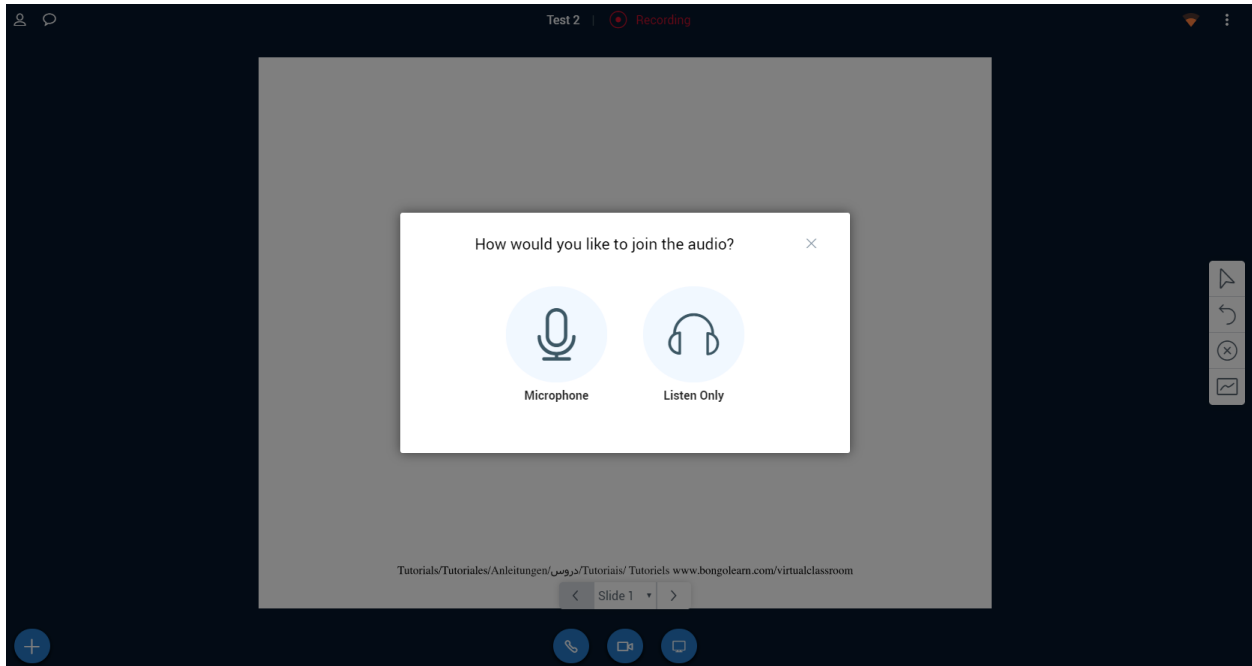 Test 2 | Recording
How would you like to join the audio?
Microphone Listen Only
Tutorials/Tutoriales/Anleitungen/دروس/Tutoriais/ Tutoriels www.bongolearn.com/virtualclassroom
Slide 1